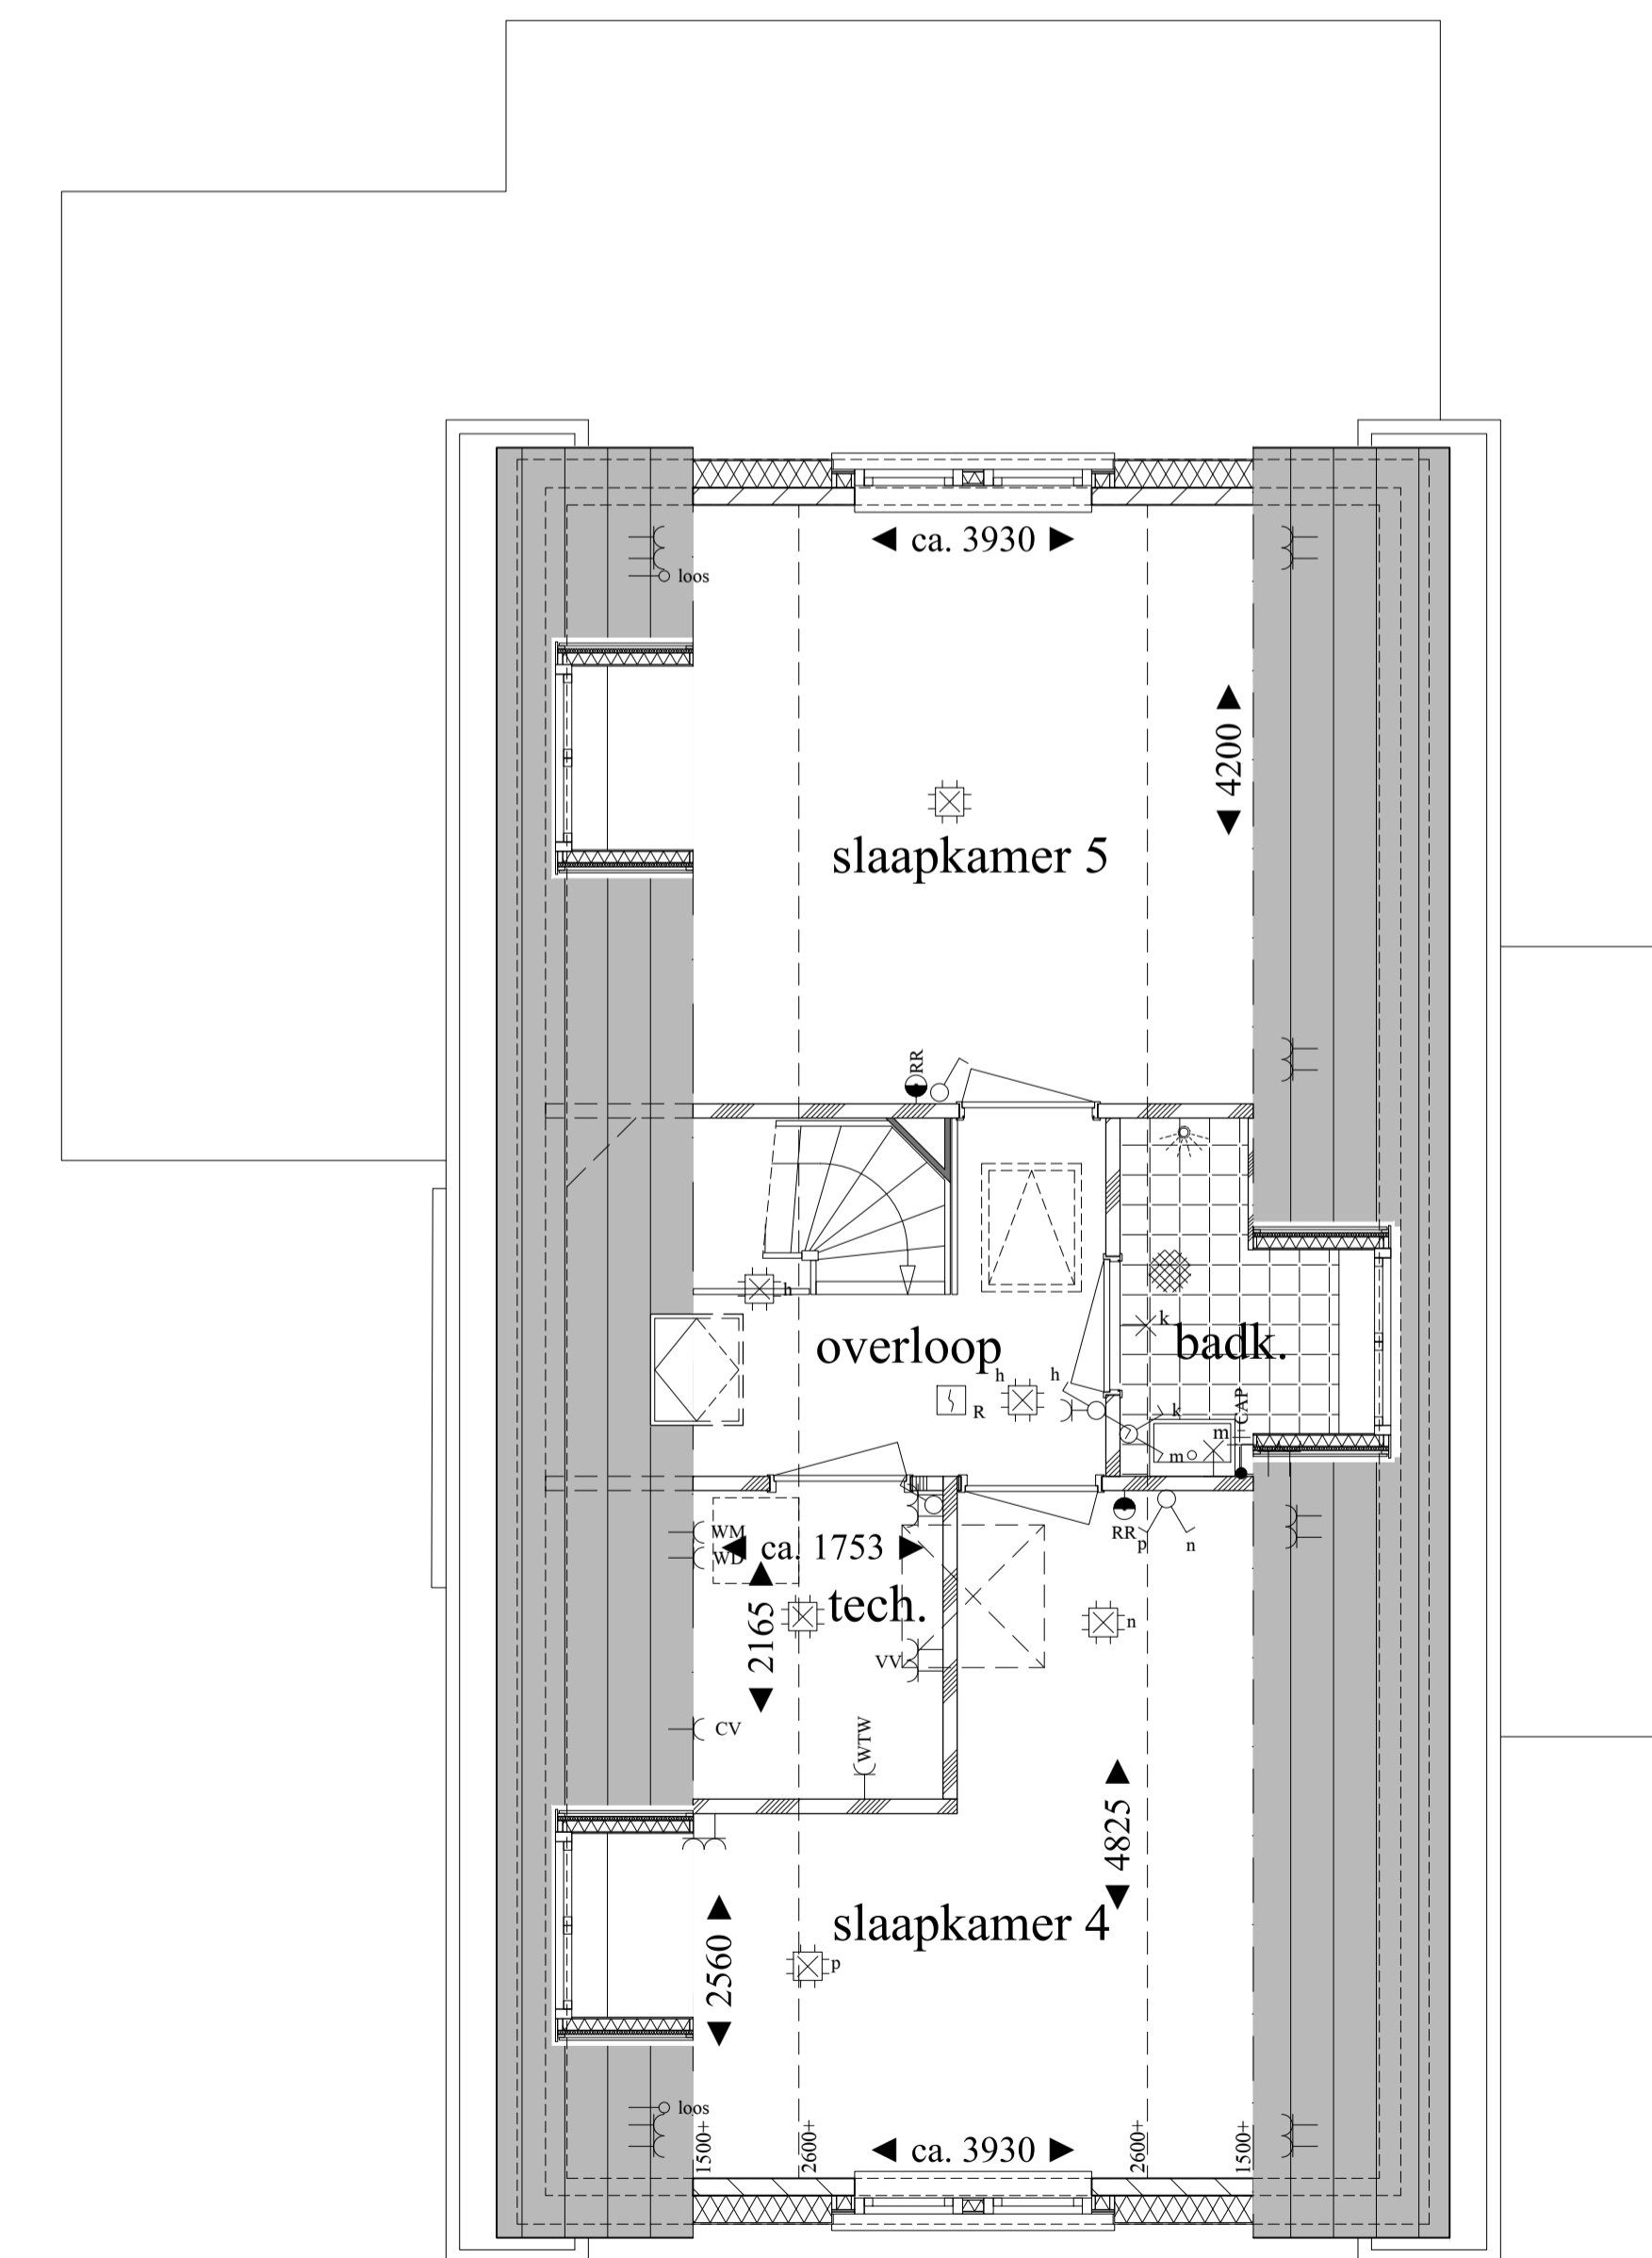 ca. 3930
loos
4200
slaapkamer 5
RR
h
k
overloop
badk.
h
h
R
k
CAP
m
m
WM
ca. 1753
WD
RR
p
n
2165
tech.
n
VV
CV
WTW
4825
slaapkamer 4
2560
p
loos
1500+
2600+
2600+
1500+
ca. 3930